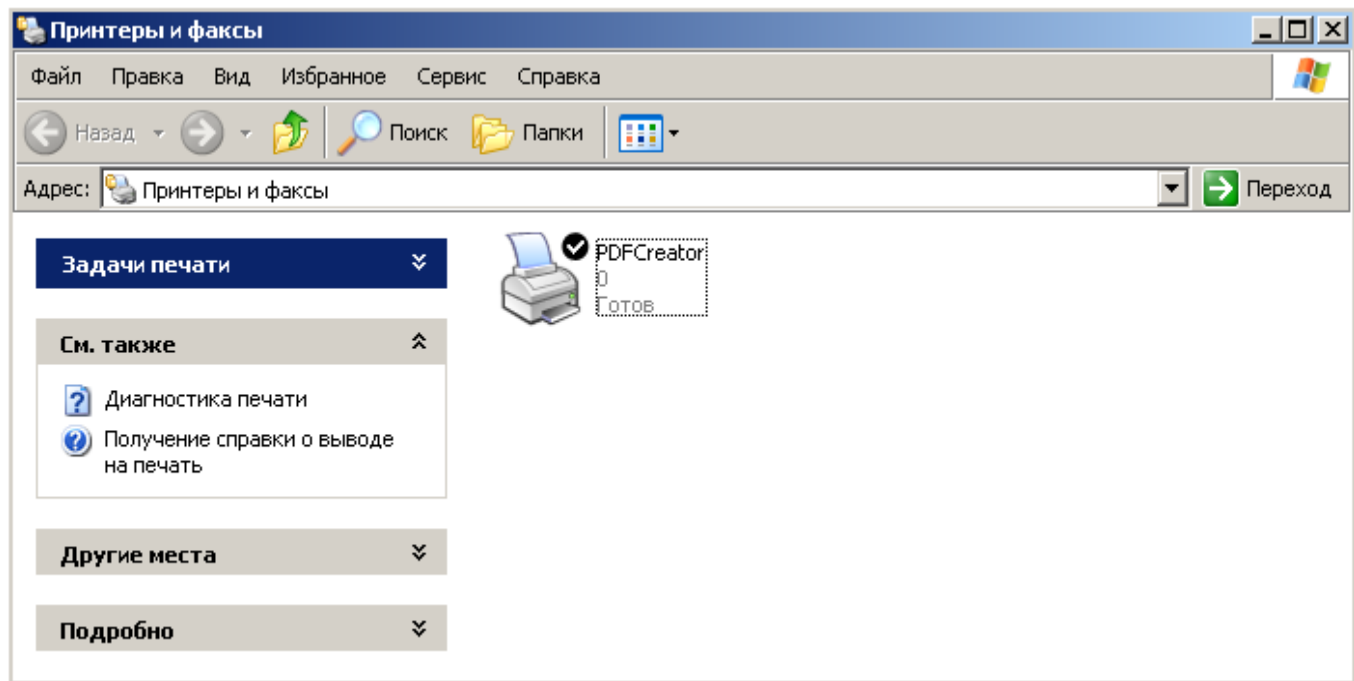 Принтеры и факсы
Файл Правка Вид Избранное Сервис Справка
Назад Поиск Папки
Адрес: Принтеры и факсы Переход
Задачи печати
PDFCreator
0
Готов
См. также
Диагностика печати
Получение справки о выводе
на печать
Другие места
Подробно